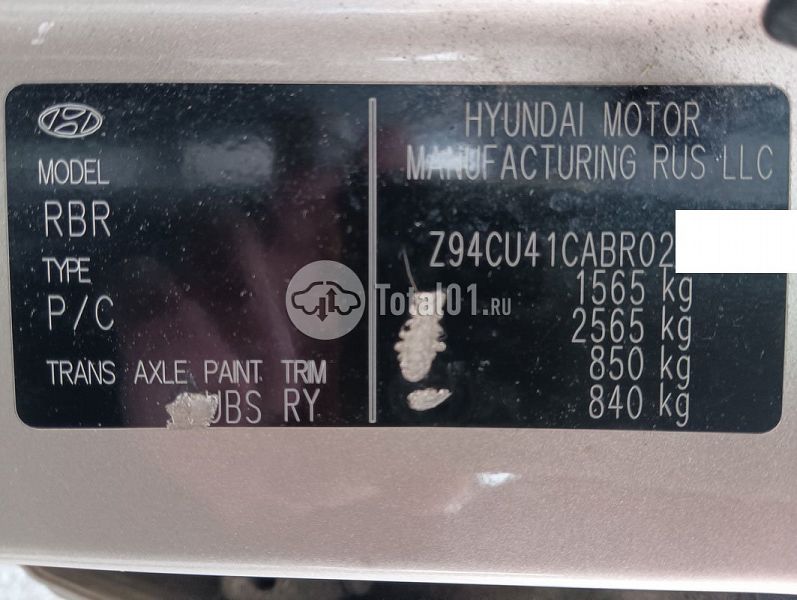 MODEL
RBR
TYPE
P/C
TRANS AXLE PAINT TRIM
UBS RY
HYUNDAI MOTOR
MANUFACTURING RUS LLC
Z94CU41CABR02
1565 kg
2565 kg
850 kg
840 kg
Total01.RU